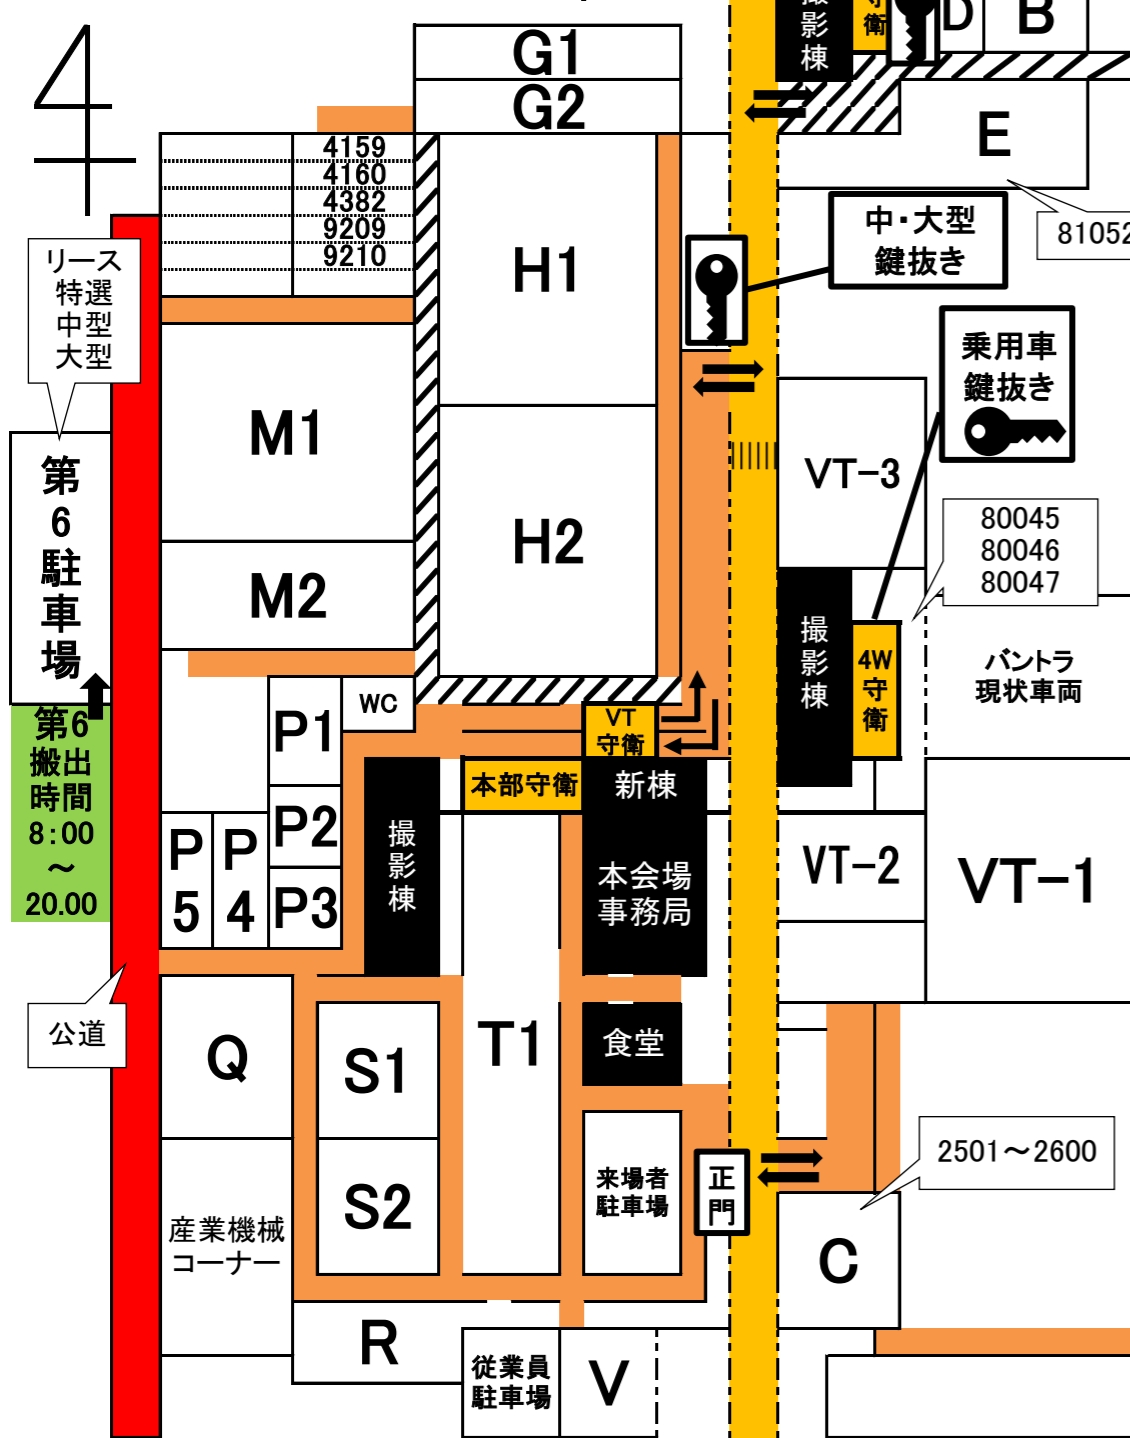 撮
影
棟
守
衛
D
B
G1
G2
4159
4160
4382
9209
9210
E
81052
中・大型
鍵抜き
リース
特選
中型
大型
H1
乗用車
鍵抜き
M1
VT-3
第
6
駐
車
場
H2
80045
80046
80047
M2
撮
影
棟
4W
守
衛
バントラ
現状車両
WC
P1
VT
守衛
第6
搬出
時間
8:00
~
20.00
本部守衛
新棟
P2
撮
影
棟
P
5
P
4
本会場
事務局
VT-2
VT-1
P3
公道
Q
S1
T1
食堂
2501~2600
来場者
駐車場
正
門
S2
産業機械
コーナー
C
R
従業員
駐車場
V